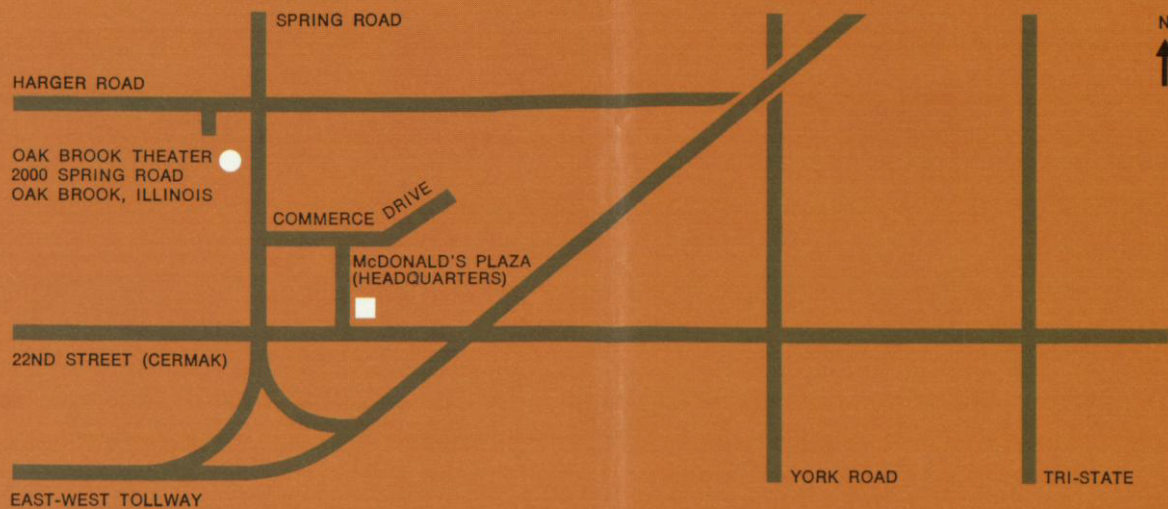 SPRING ROAD
N
HARGER ROAD
OAK BROOK THEATER
2000 SPRING ROAD
OAK BROOK, ILLINOIS
COMMERCE DRIVE
McDONALD'S PLAZA
(HEADQUARTERS)
22ND STREET (CERMAK)
YORK ROAD
TRI-STATE
EAST-WEST TOLLWAY